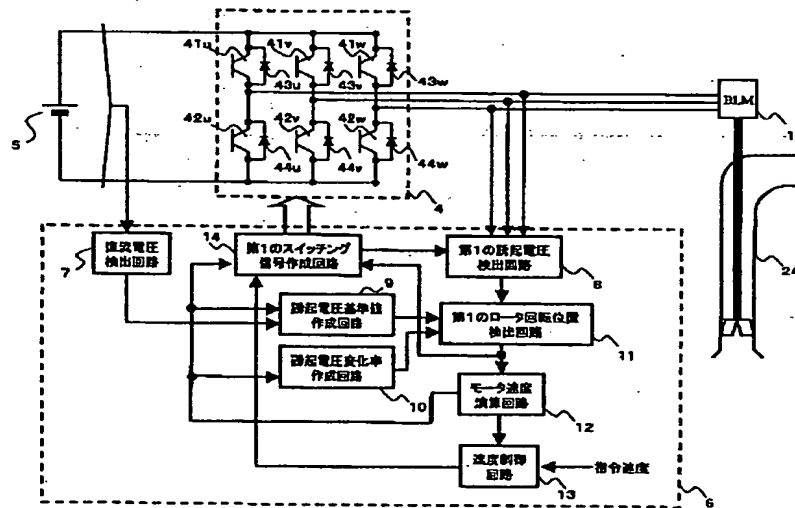 41u
41v
41w
43u
43v
43w
5
42u
42v
42w
44u
44v
44w
4
BLM
1
24
直流電圧
検出回路
7
14
第1のスイッチング
信号作成回路
第1の誘起電圧
検出回路
8
9
誘起電圧基準値
作成回路
第1のロータ回転位置
検出回路
11
誘起電圧変化率
作成回路
10
モータ速度
演算回路
12
速度制御
回路
13
指令速度
6